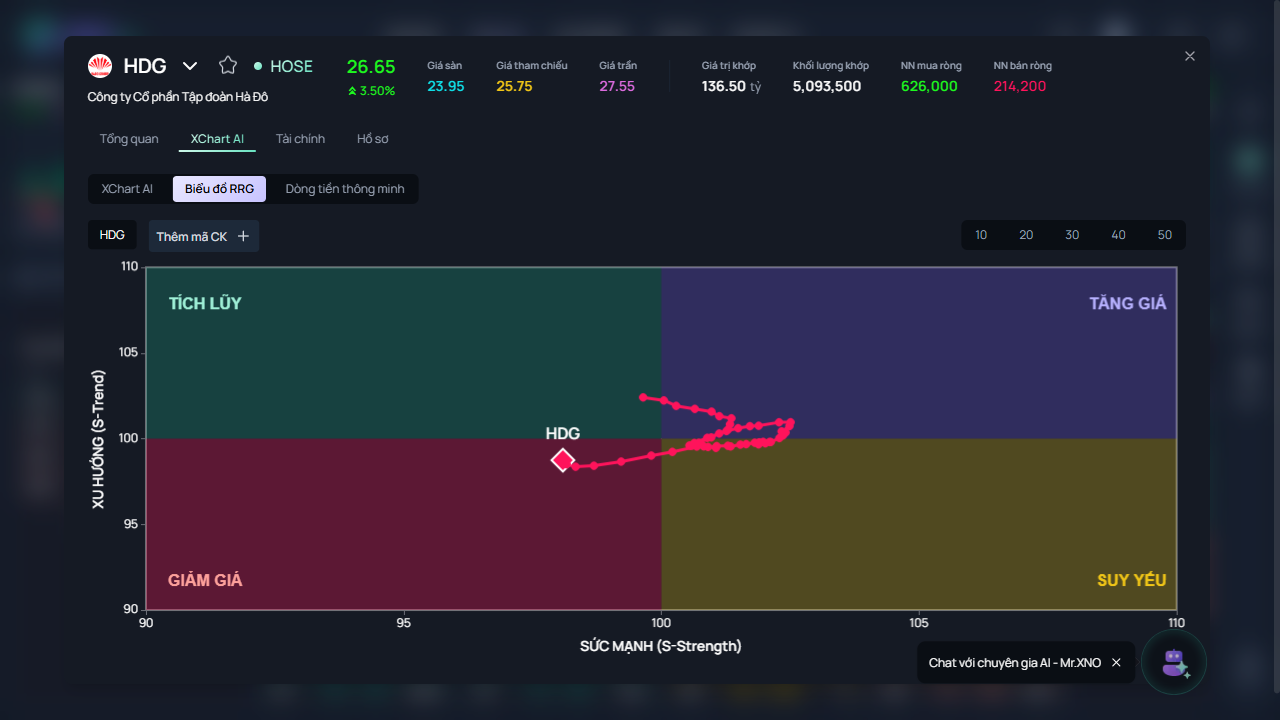 HDG HOSE 26.65 Giá sàn Giá tham chiếu Giá trần Giá trị khớp Khối lượng khớp NN mua ròng NN bán ròng
3.50% 23.95 25.75 27.55 136.50 tỷ 5,093,500 626,000 214,200
Công ty Cổ phần Tập đoàn Hà Đô
Tổng quan XChart AI Tài chính Hồ sơ
XChart AI Biểu đồ RRG Dòng tiền thông minh
HDG Thêm mã CK + 10 20 30 40 50
110
TÍCH LŨY TĂNG GIÁ
105
XU HƯỚNG (S-Trend)
HDG
100
95
GIẢM GIÁ SUY YẾU
90
90 95 100 105 110
SỨC MẠNH (S-Strength)
Chat với chuyên gia AI - Mr.XNO